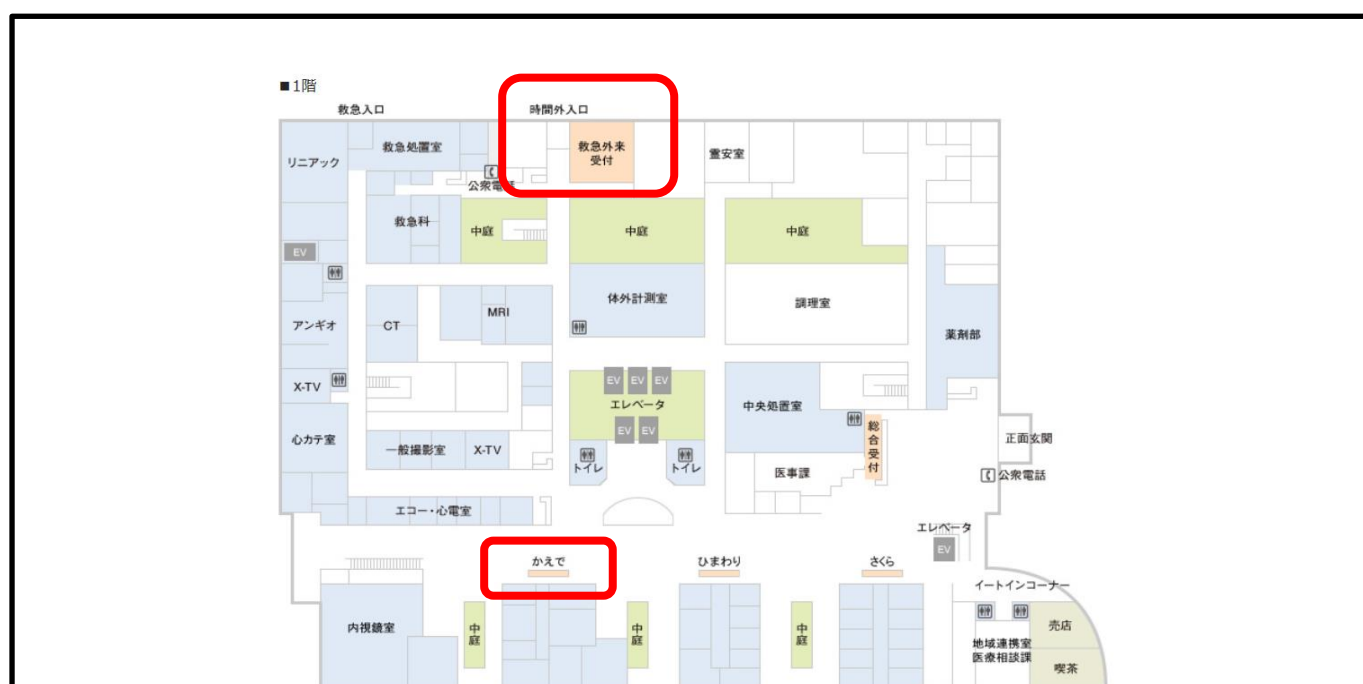 ■1階
救急入口
時間外入口
リニアック
救急処置室
救急外来
受付
霊安室
公衆電話
救急科
中庭
中庭
中庭
EV
体外計測室
調理室
アンギオ
CT
MRI
薬剤部
X-TV
EV EV EV
エレベータ
EV EV
中央処置室
総合受付
正面玄関
心カテ室
一般撮影室
X-TV
トイレ
トイレ
医事課
公衆電話
エコー・心電室
エレベータ
EV
かえで
ひまわり
さくら
イートインコーナー
内視鏡室
中庭
中庭
中庭
売店
地域連携室
医療相談課
喫茶